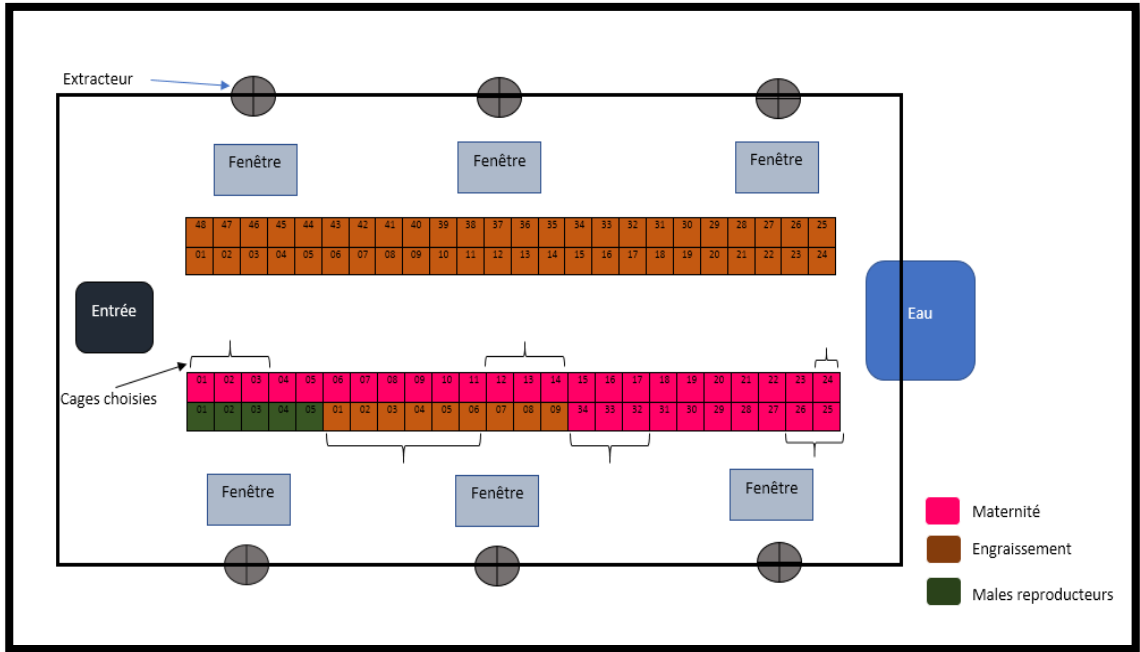 Extracteur
Fenêtre Fenêtre Fenêtre
48 47 46 45 44 43 42 41 40 39 38 37 36 35 34 33 32 31 30 29 28 27 26 25
01 02 03 04 05 06 07 08 09 10 11 12 13 14 15 16 17 18 19 20 21 22 23 24
Entrée
Eau
01 02 03 04 05 06 07 08 09 10 11 12 13 14 15 16 17 18 19 20 21 22 23 24
Cages choisies
01 02 03 04 05 01 02 03 04 05 06 07 08 09 34 33 32 31 30 29 28 27 26 25
Fenêtre Fenêtre Fenêtre
Maternité
Engraissement
Males reproducteurs